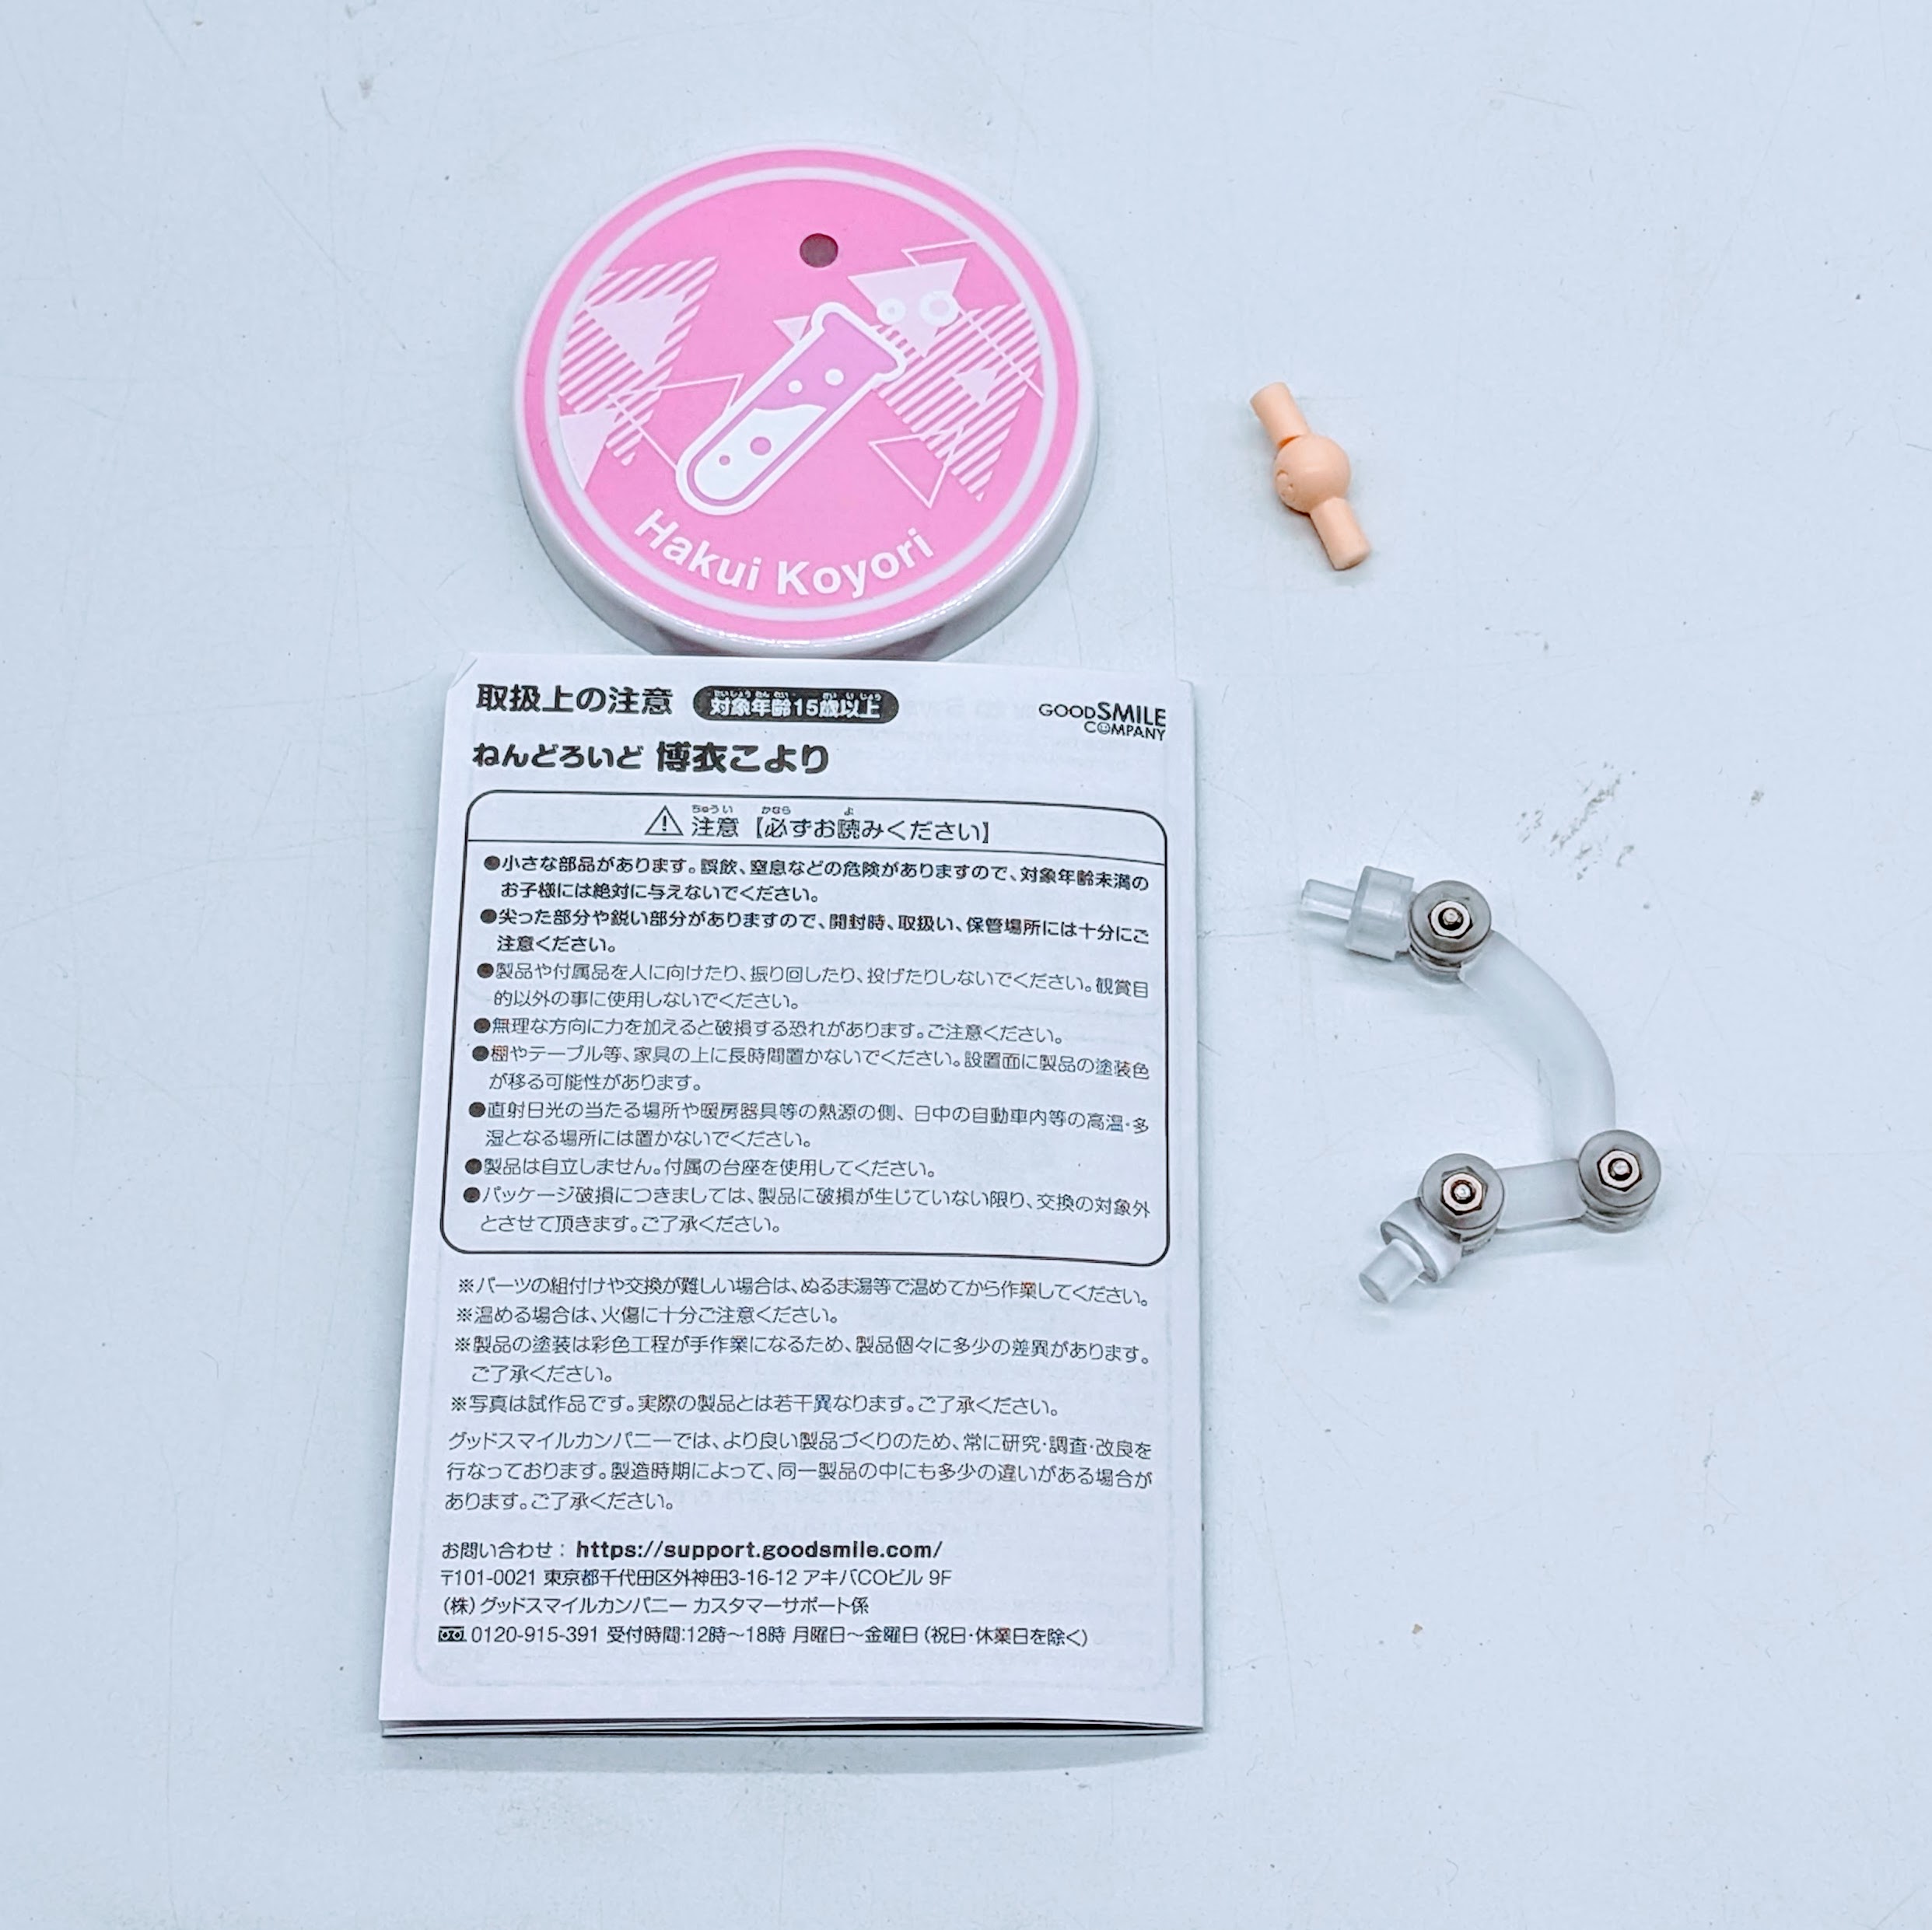 Hakui Koyori
取扱上の注意 対象年齢15歳以上
たいしょうねんれい さいいじょう
GOODSMILE
COMPANY
ねんどろいど 博衣こより
ちゅうい かなら よ
注意【必ずお読みください】
●小さな部品があります。誤飲、窒息などの危険がありますので、対象年齢未満の
お子様には絶対に与えないでください。
●尖った部分や鋭い部分がありますので、開封時、取扱い、保管場所には十分にご
注意ください。
●製品や付属品を人に向けたり、振り回したり、投げたりしないでください。観賞目
的以外の事に使用しないでください。
●無理な方向に力を加えると破損する恐れがあります。ご注意ください。
●棚やテーブル等、家具の上に長時間置かないでください。設置面に製品の塗装色
が移る可能性があります。
●直射日光の当たる場所や暖房器具等の熱源の側、日中の自動車内等の高温・多
湿となる場所には置かないでください。
●製品は自立しません。付属の台座を使用してください。
●パッケージ破損につきましては、製品に破損が生じていない限り、交換の対象外
とさせて頂きます。ご了承ください。
※パーツの組付けや交換が難しい場合は、ぬるま湯等で温めてから作業してください。
※温める場合は、火傷に十分ご注意ください。
※製品の塗装は彩色工程が手作業になるため、製品個々に多少の差異があります。
ご了承ください。
※写真は試作品です。実際の製品とは若干異なります。ご了承ください。
グッドスマイルカンパニーでは、より良い製品づくりのため、常に研究・調査・改良を
行なっております。製造時期によって、同一製品の中にも多少の違いがある場合が
あります。ご了承ください。
お問い合わせ：https://support.goodsmile.com/
〒101-0021 東京都千代田区外神田3-16-12 アキバCOビル 9F
（株）グッドスマイルカンパニー カスタマーサポート係
0120-915-391 受付時間:12時～18時 月曜日～金曜日（祝日・休業日を除く）